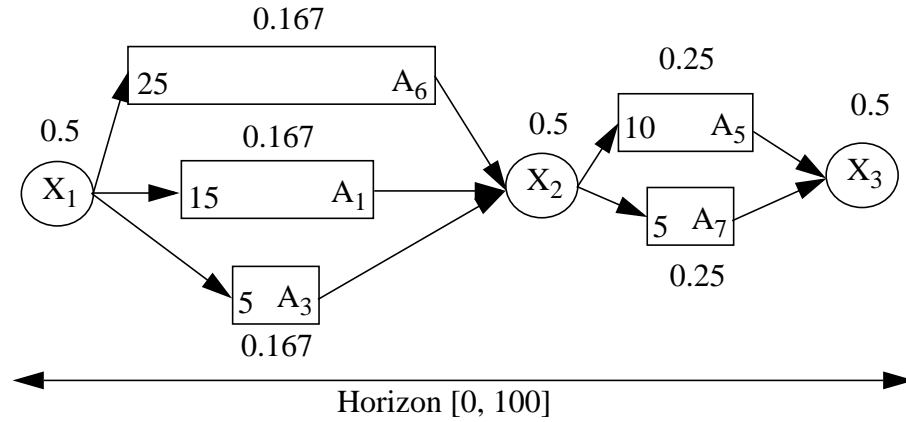 0.167
25 A₆
0.25
0.5
0.167
0.5
10 A₅
0.5
X₁
15 A₁
X₂
X₃
5 A₇
5 A₃
0.25
0.167
Horizon [0, 100]